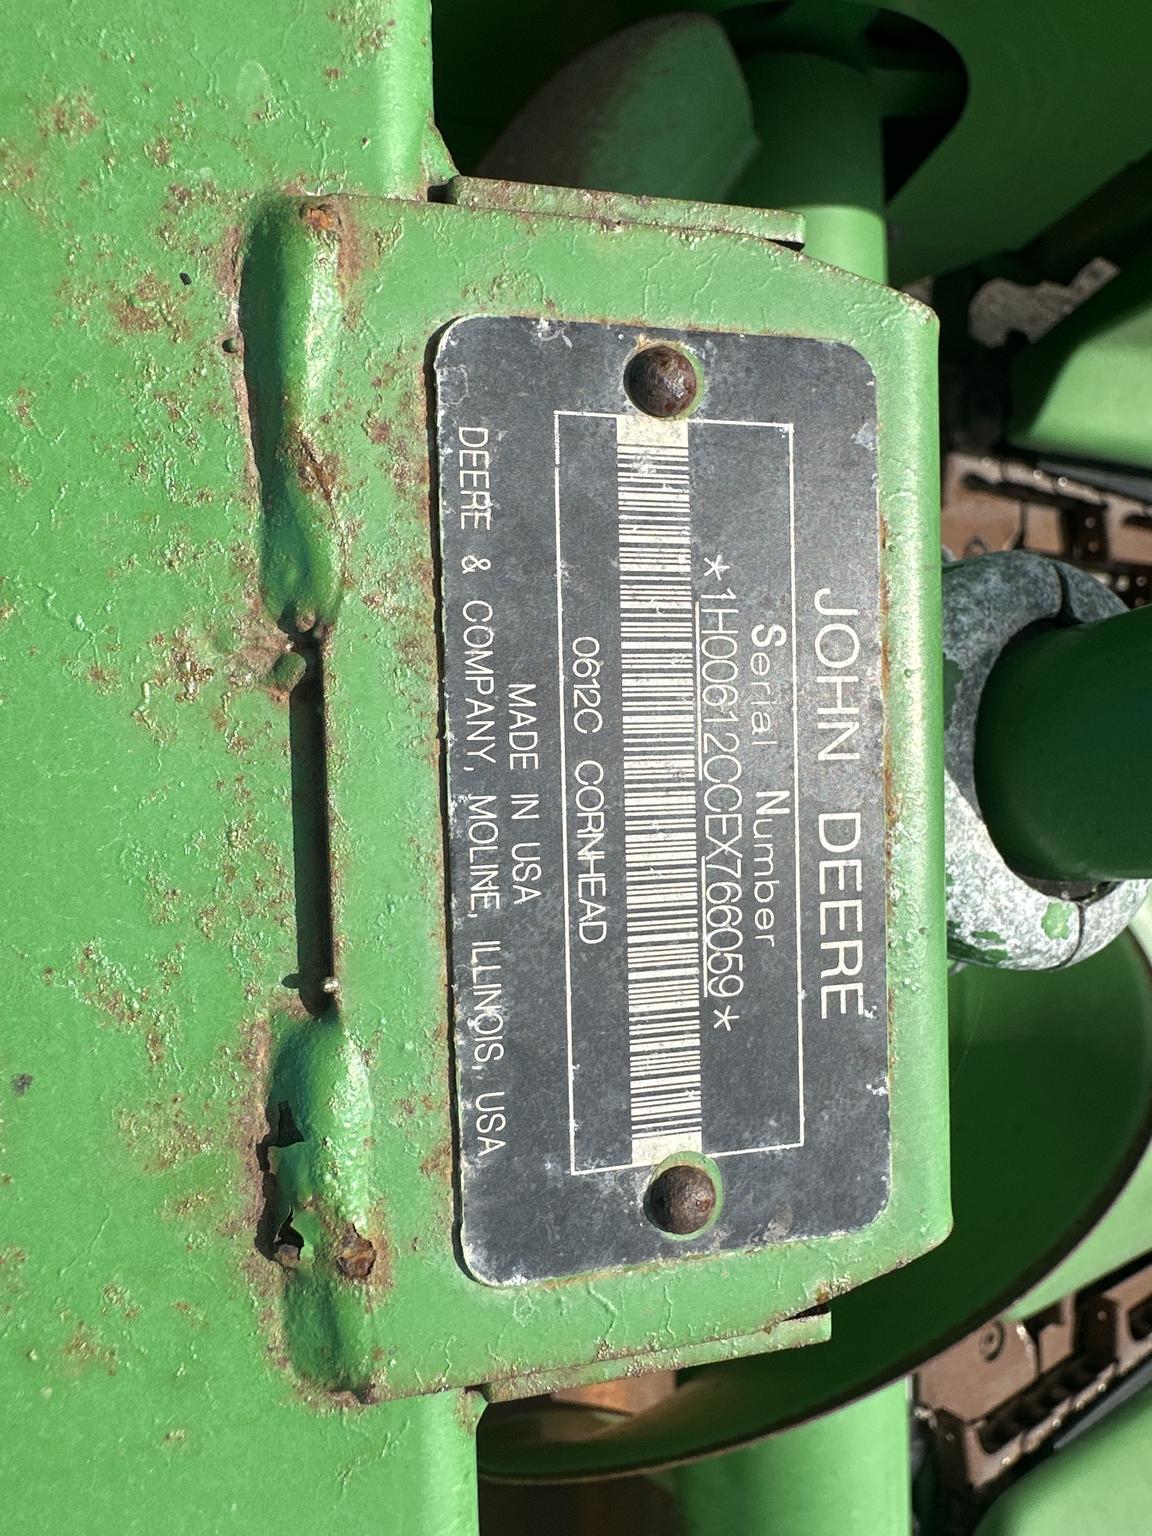 JOHN DEERE
Serial Number
*1H00612CCEX766059*
0612C CORNHEAD
MADE IN USA
DEERE & COMPANY, MOLINE, ILLINOIS, USA